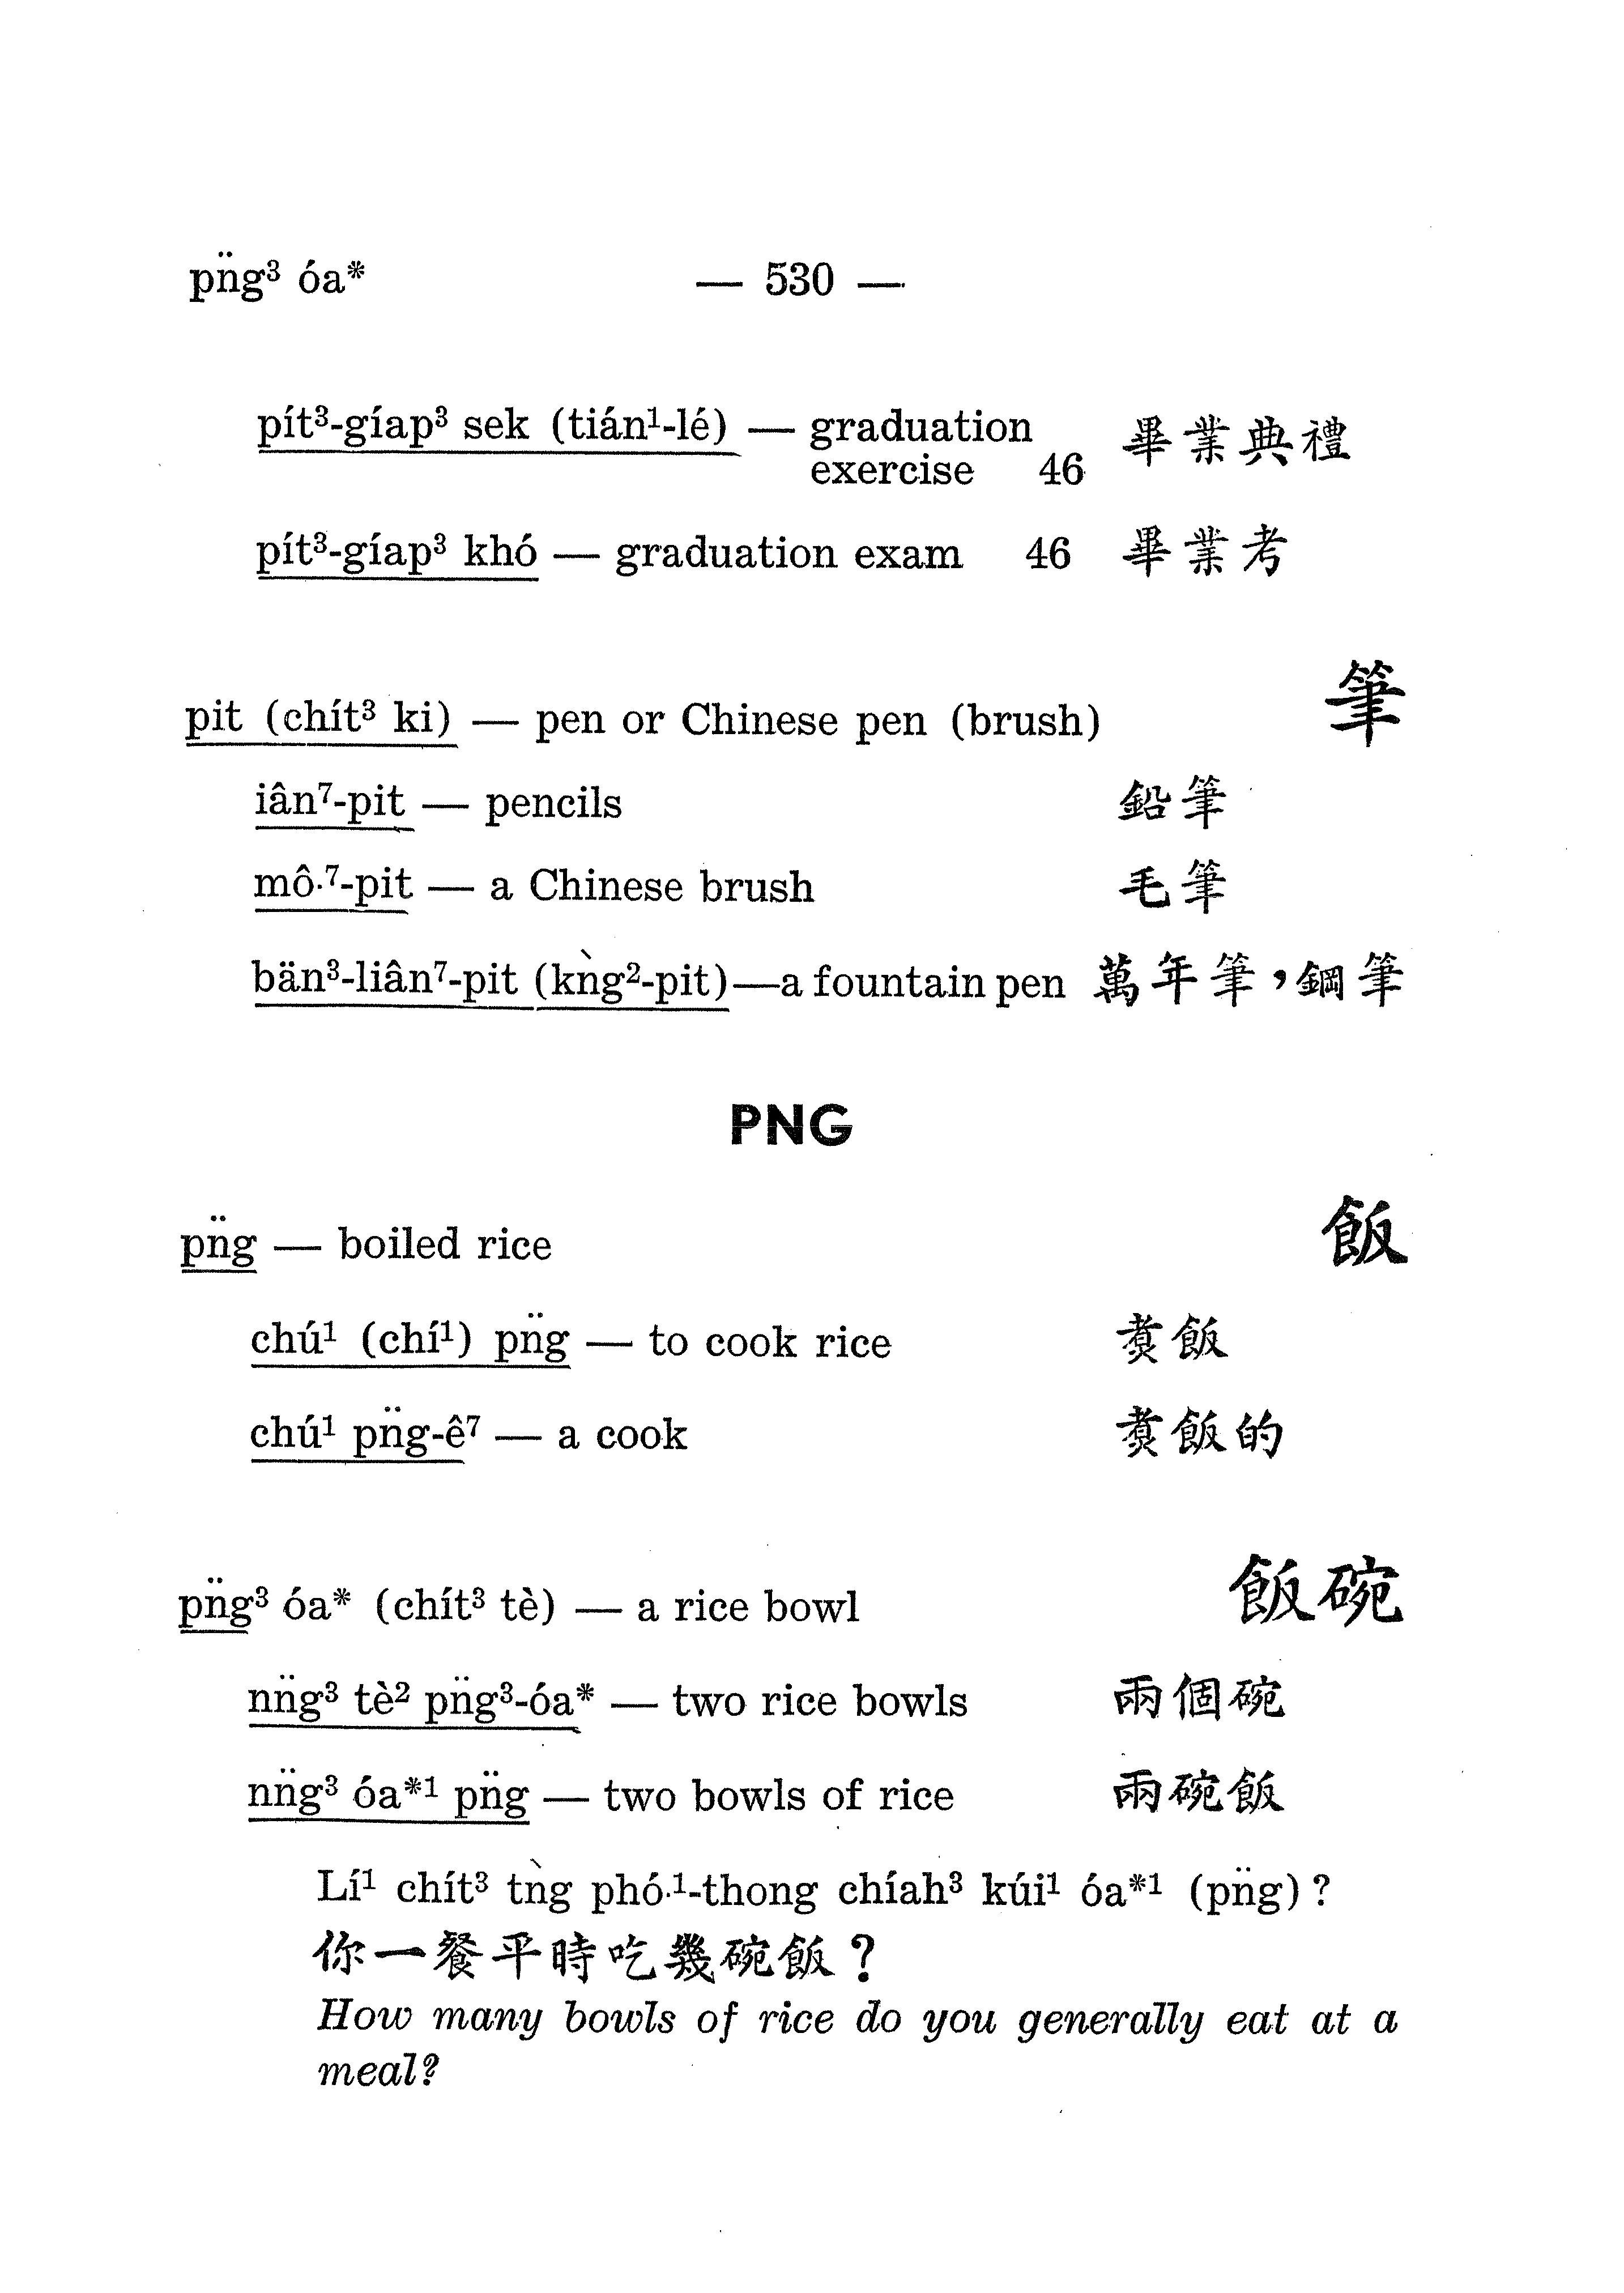 pn̈g³ óa* — 530 —
pít³-gíap³ sek (tián¹-lé) — graduation 畢業典禮
exercise 46
pít³-gíap³ khó — graduation exam 46 畢業考
pit (chít³ ki) — pen or Chinese pen (brush) 筆
iân⁷-pit — pencils 鉛筆
mô·⁷-pit — a Chinese brush 毛筆
bän³-liân⁷-pit (kǹg²-pit)—a fountain pen 萬年筆,鋼筆
PNG
pn̈g — boiled rice 飯
chú¹ (chí¹) pn̈g — to cook rice 煑飯
chú¹ pn̈g-ê⁷ — a cook 煑飯的
pn̈g³ óa* (chít³ tè) — a rice bowl 飯碗
nn̈g³ tè² pn̈g³-óa* — two rice bowls 兩個碗
nn̈g³ óa*¹ pn̈g — two bowls of rice 兩碗飯
Lí¹ chít³ tǹg phó·¹-thong chíah³ kúi¹ óa*¹ (pn̈g)?
你一餐平時吃幾碗飯?
How many bowls of rice do you generally eat at a
meal?